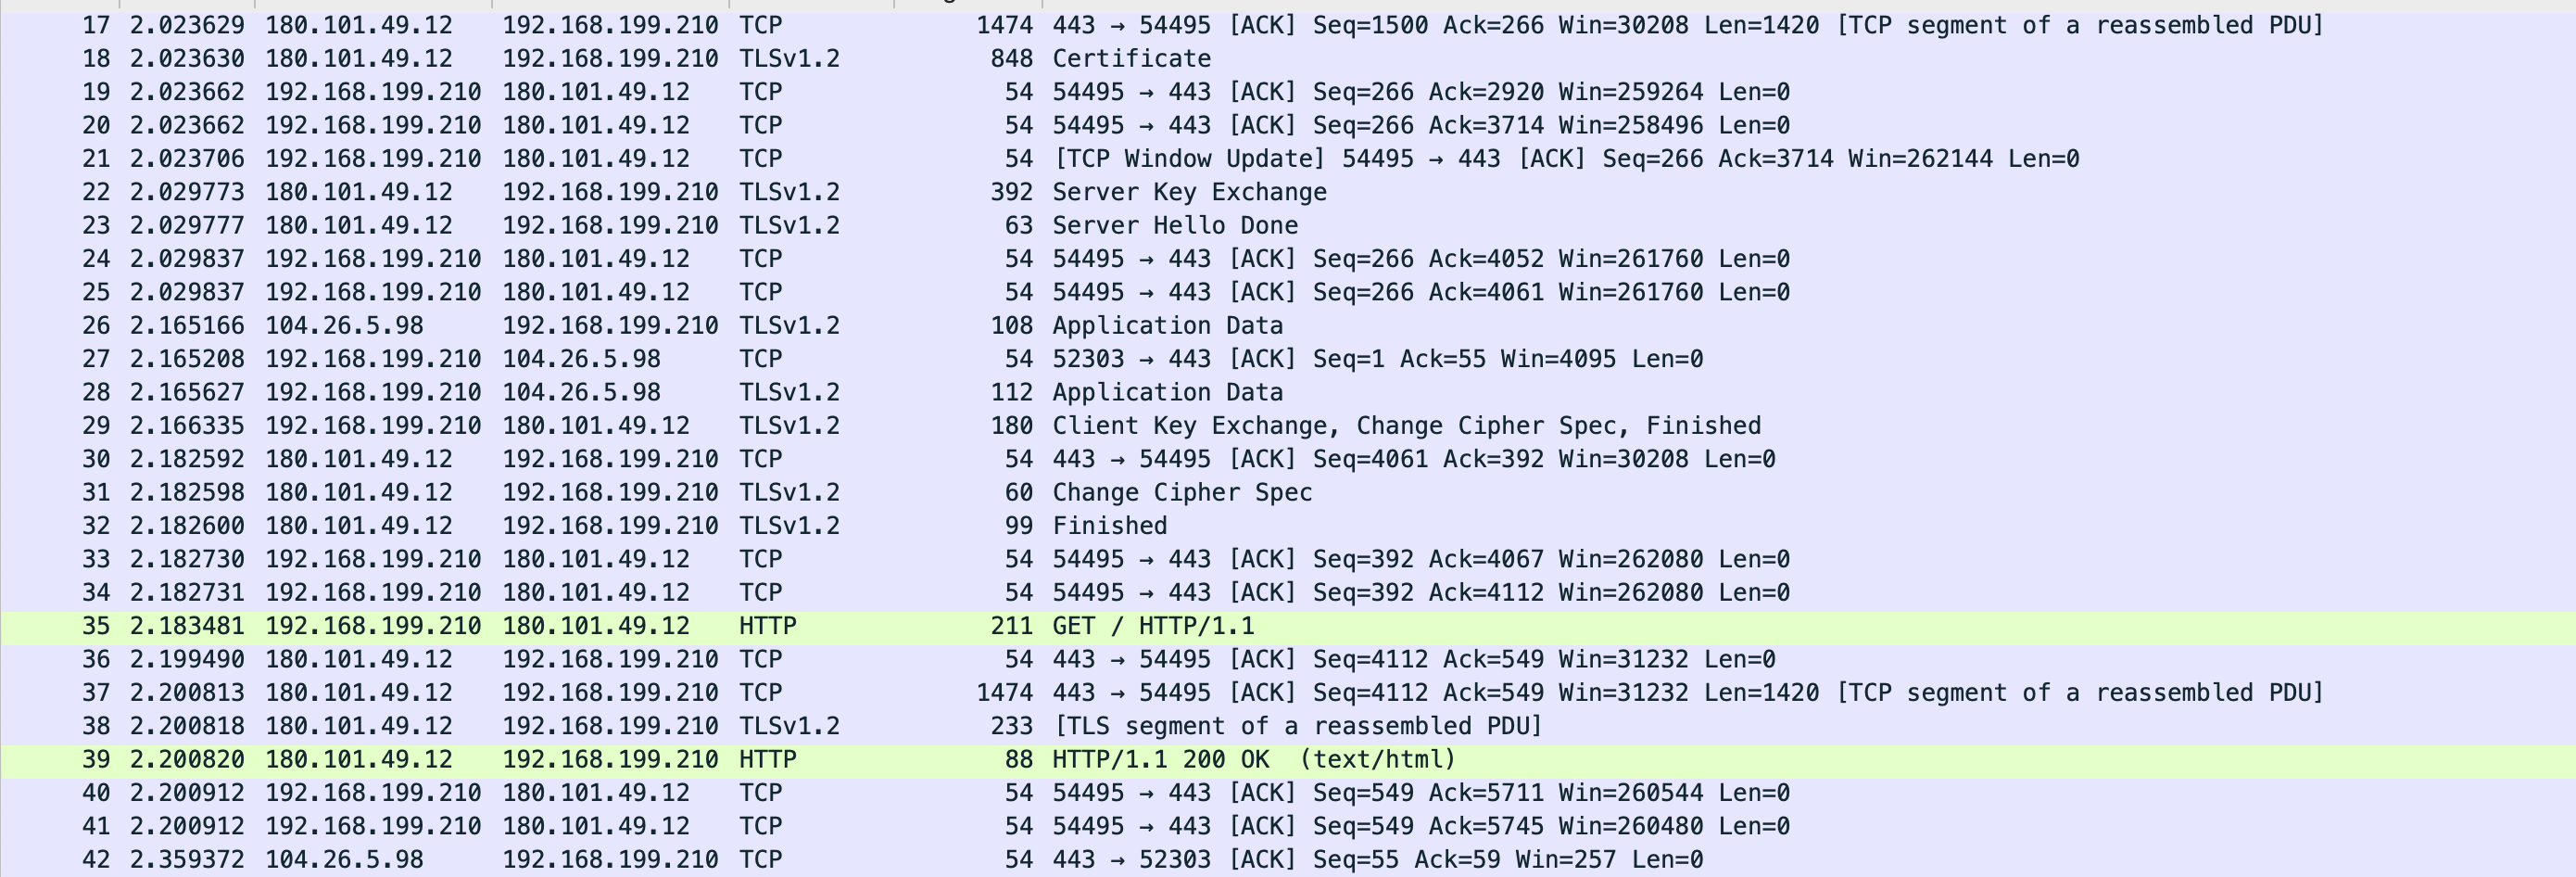 17 2.023629 180.101.49.12 192.168.199.210 TCP 1474 443 → 54495 [ACK] Seq=1500 Ack=266 Win=30208 Len=1420 [TCP segment of a reassembled PDU]
18 2.023630 180.101.49.12 192.168.199.210 TLSv1.2 848 Certificate
19 2.023662 192.168.199.210 180.101.49.12 TCP 54 54495 → 443 [ACK] Seq=266 Ack=2920 Win=259264 Len=0
20 2.023662 192.168.199.210 180.101.49.12 TCP 54 54495 → 443 [ACK] Seq=266 Ack=3714 Win=258496 Len=0
21 2.023706 192.168.199.210 180.101.49.12 TCP 54 [TCP Window Update] 54495 → 443 [ACK] Seq=266 Ack=3714 Win=262144 Len=0
22 2.029773 180.101.49.12 192.168.199.210 TLSv1.2 392 Server Key Exchange
23 2.029777 180.101.49.12 192.168.199.210 TLSv1.2 63 Server Hello Done
24 2.029837 192.168.199.210 180.101.49.12 TCP 54 54495 → 443 [ACK] Seq=266 Ack=4052 Win=261760 Len=0
25 2.029837 192.168.199.210 180.101.49.12 TCP 54 54495 → 443 [ACK] Seq=266 Ack=4061 Win=261760 Len=0
26 2.165166 104.26.5.98 192.168.199.210 TLSv1.2 108 Application Data
27 2.165208 192.168.199.210 104.26.5.98 TCP 54 52303 → 443 [ACK] Seq=1 Ack=55 Win=4095 Len=0
28 2.165627 192.168.199.210 104.26.5.98 TLSv1.2 112 Application Data
29 2.166335 192.168.199.210 180.101.49.12 TLSv1.2 180 Client Key Exchange, Change Cipher Spec, Finished
30 2.182592 180.101.49.12 192.168.199.210 TCP 54 443 → 54495 [ACK] Seq=4061 Ack=392 Win=30208 Len=0
31 2.182598 180.101.49.12 192.168.199.210 TLSv1.2 60 Change Cipher Spec
32 2.182600 180.101.49.12 192.168.199.210 TLSv1.2 99 Finished
33 2.182730 192.168.199.210 180.101.49.12 TCP 54 54495 → 443 [ACK] Seq=392 Ack=4067 Win=262080 Len=0
34 2.182731 192.168.199.210 180.101.49.12 TCP 54 54495 → 443 [ACK] Seq=392 Ack=4112 Win=262080 Len=0
35 2.183481 192.168.199.210 180.101.49.12 HTTP 211 GET / HTTP/1.1
36 2.199490 180.101.49.12 192.168.199.210 TCP 54 443 → 54495 [ACK] Seq=4112 Ack=549 Win=31232 Len=0
37 2.200813 180.101.49.12 192.168.199.210 TCP 1474 443 → 54495 [ACK] Seq=4112 Ack=549 Win=31232 Len=1420 [TCP segment of a reassembled PDU]
38 2.200818 180.101.49.12 192.168.199.210 TLSv1.2 233 [TLS segment of a reassembled PDU]
39 2.200820 180.101.49.12 192.168.199.210 HTTP 88 HTTP/1.1 200 OK (text/html)
40 2.200912 192.168.199.210 180.101.49.12 TCP 54 54495 → 443 [ACK] Seq=549 Ack=5711 Win=260544 Len=0
41 2.200912 192.168.199.210 180.101.49.12 TCP 54 54495 → 443 [ACK] Seq=549 Ack=5745 Win=260480 Len=0
42 2.359372 104.26.5.98 192.168.199.210 TCP 54 443 → 52303 [ACK] Seq=55 Ack=59 Win=257 Len=0